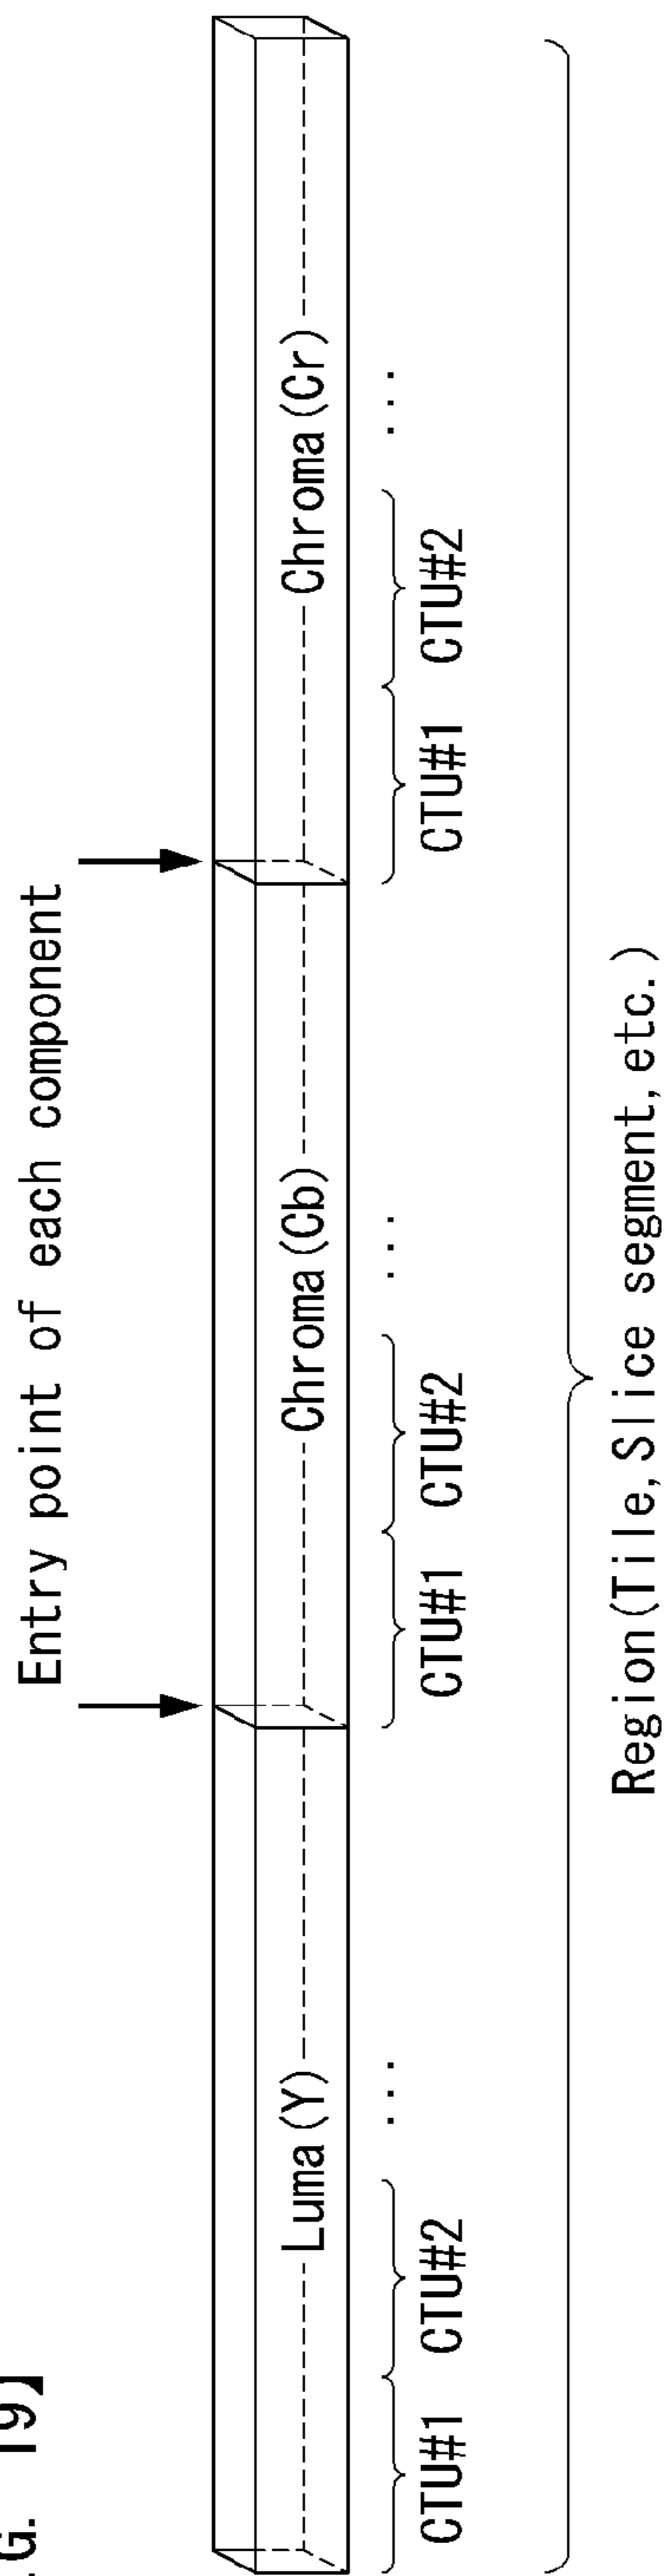 .G. 19】
Entry point of each component
Luma(Y) Chroma(Cb) Chroma(Cr)
CTU#1 CTU#2 ... CTU#1 CTU#2 ... CTU#1 CTU#2 ...
Region(Tile,Slice segment,etc.)